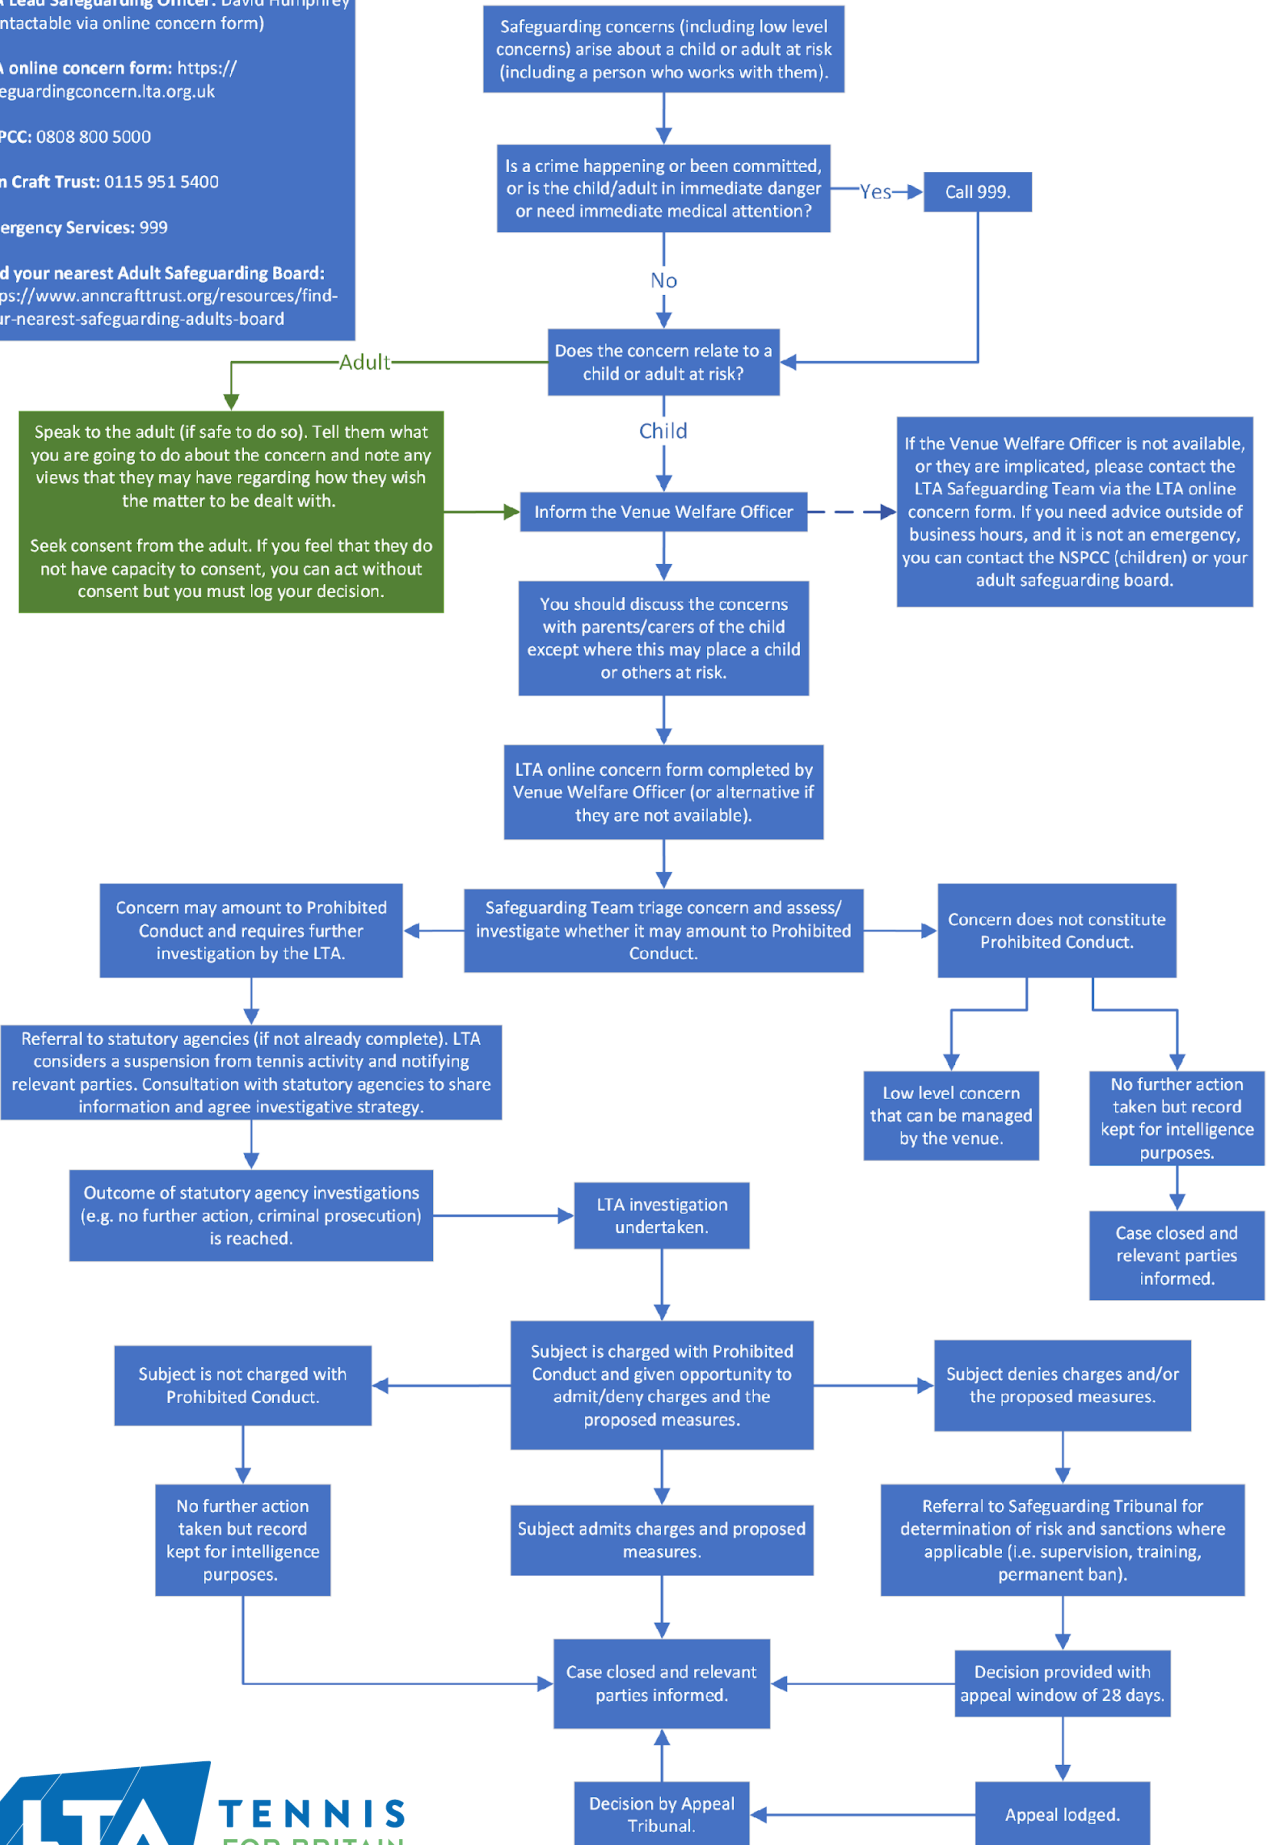 Lead Safeguarding Officer: David Humphrey
ntactable via online concern form)
online concern form: https://
eguardingconcern.lta.org.uk
PCC: 0808 800 5000
n Craft Trust: 0115 951 5400
ergency Services: 999
d your nearest Adult Safeguarding Board:
ps://www.anncrafttrust.org/resources/find-
ur-nearest-safeguarding-adults-board
Safeguarding concerns (including low level
concerns) arise about a child or adult at risk
(including a person who works with them).
Is a crime happening or been committed,
or is the child/adult in immediate danger
or need immediate medical attention?
Yes
Call 999.
No
Does the concern relate to a
child or adult at risk?
Adult
Child
Speak to the adult (if safe to do so). Tell them what
you are going to do about the concern and note any
views that they may have regarding how they wish
the matter to be dealt with.
Seek consent from the adult. If you feel that they do
not have capacity to consent, you can act without
consent but you must log your decision.
Inform the Venue Welfare Officer
If the Venue Welfare Officer is not available,
or they are implicated, please contact the
LTA Safeguarding Team via the LTA online
concern form. If you need advice outside of
business hours, and it is not an emergency,
you can contact the NSPCC (children) or your
adult safeguarding board.
You should discuss the concerns
with parents/carers of the child
except where this may place a child
or others at risk.
LTA online concern form completed by
Venue Welfare Officer (or alternative if
they are not available).
Safeguarding Team triage concern and assess/
investigate whether it may amount to Prohibited
Conduct.
Concern may amount to Prohibited
Conduct and requires further
investigation by the LTA.
Concern does not constitute
Prohibited Conduct.
Referral to statutory agencies (if not already complete). LTA
considers a suspension from tennis activity and notifying
relevant parties. Consultation with statutory agencies to share
information and agree investigative strategy.
Low level concern
that can be managed
by the venue.
No further action
taken but record
kept for intelligence
purposes.
Case closed and
relevant parties
informed.
Outcome of statutory agency investigations
(e.g. no further action, criminal prosecution)
is reached.
LTA investigation
undertaken.
Subject is charged with Prohibited
Conduct and given opportunity to
admit/deny charges and the
proposed measures.
Subject is not charged with
Prohibited Conduct.
Subject denies charges and/or
the proposed measures.
No further action
taken but record
kept for intelligence
purposes.
Subject admits charges and proposed
measures.
Referral to Safeguarding Tribunal for
determination of risk and sanctions where
applicable (i.e. supervision, training,
permanent ban).
Case closed and relevant
parties informed.
Decision provided with
appeal window of 28 days.
Decision by Appeal
Tribunal.
Appeal lodged.
LTA
TENNIS
FOR BRITAIN